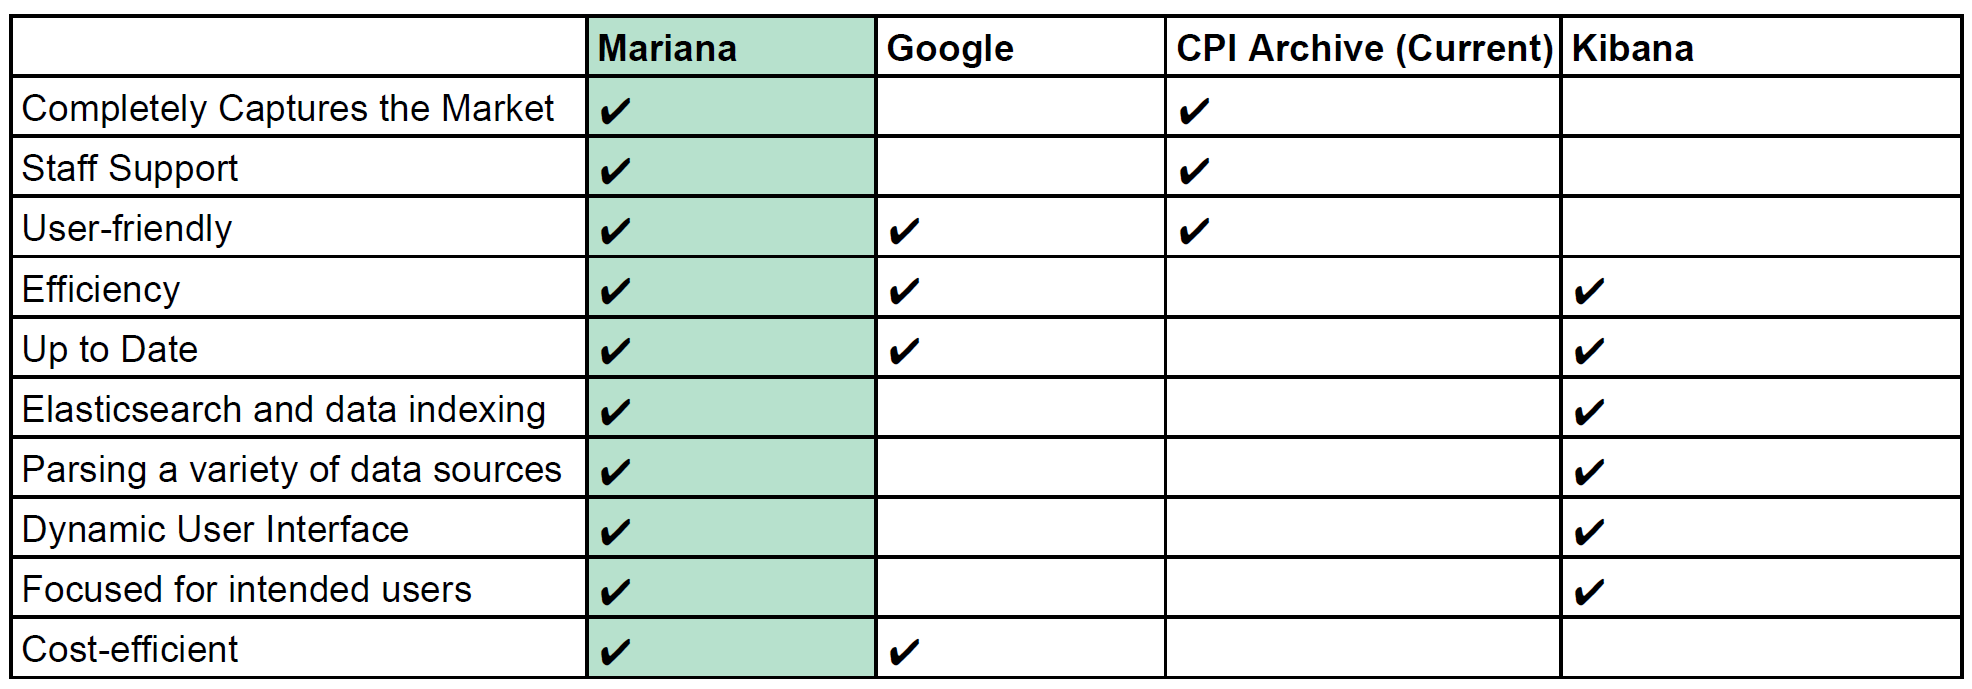 Mariana Google CPI Archive (Current) Kibana
Completely Captures the Market ✔ ✔
Staff Support ✔ ✔
User-friendly ✔ ✔ ✔
Efficiency ✔ ✔ ✔
Up to Date ✔ ✔ ✔
Elasticsearch and data indexing ✔ ✔
Parsing a variety of data sources ✔ ✔
Dynamic User Interface ✔ ✔
Focused for intended users ✔ ✔
Cost-efficient ✔ ✔